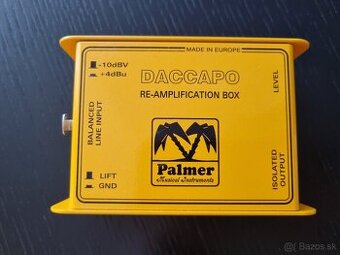 MADE IN EUROPE
-10dBV
+4dBu
DACCAPO
RE-AMPLIFICATION BOX
LEVEL
BALANCED
LINE INPUT
Palmer
Musical Instruments
LIFT
GND
ISOLATED
OUTPUT
© Bazos.sk